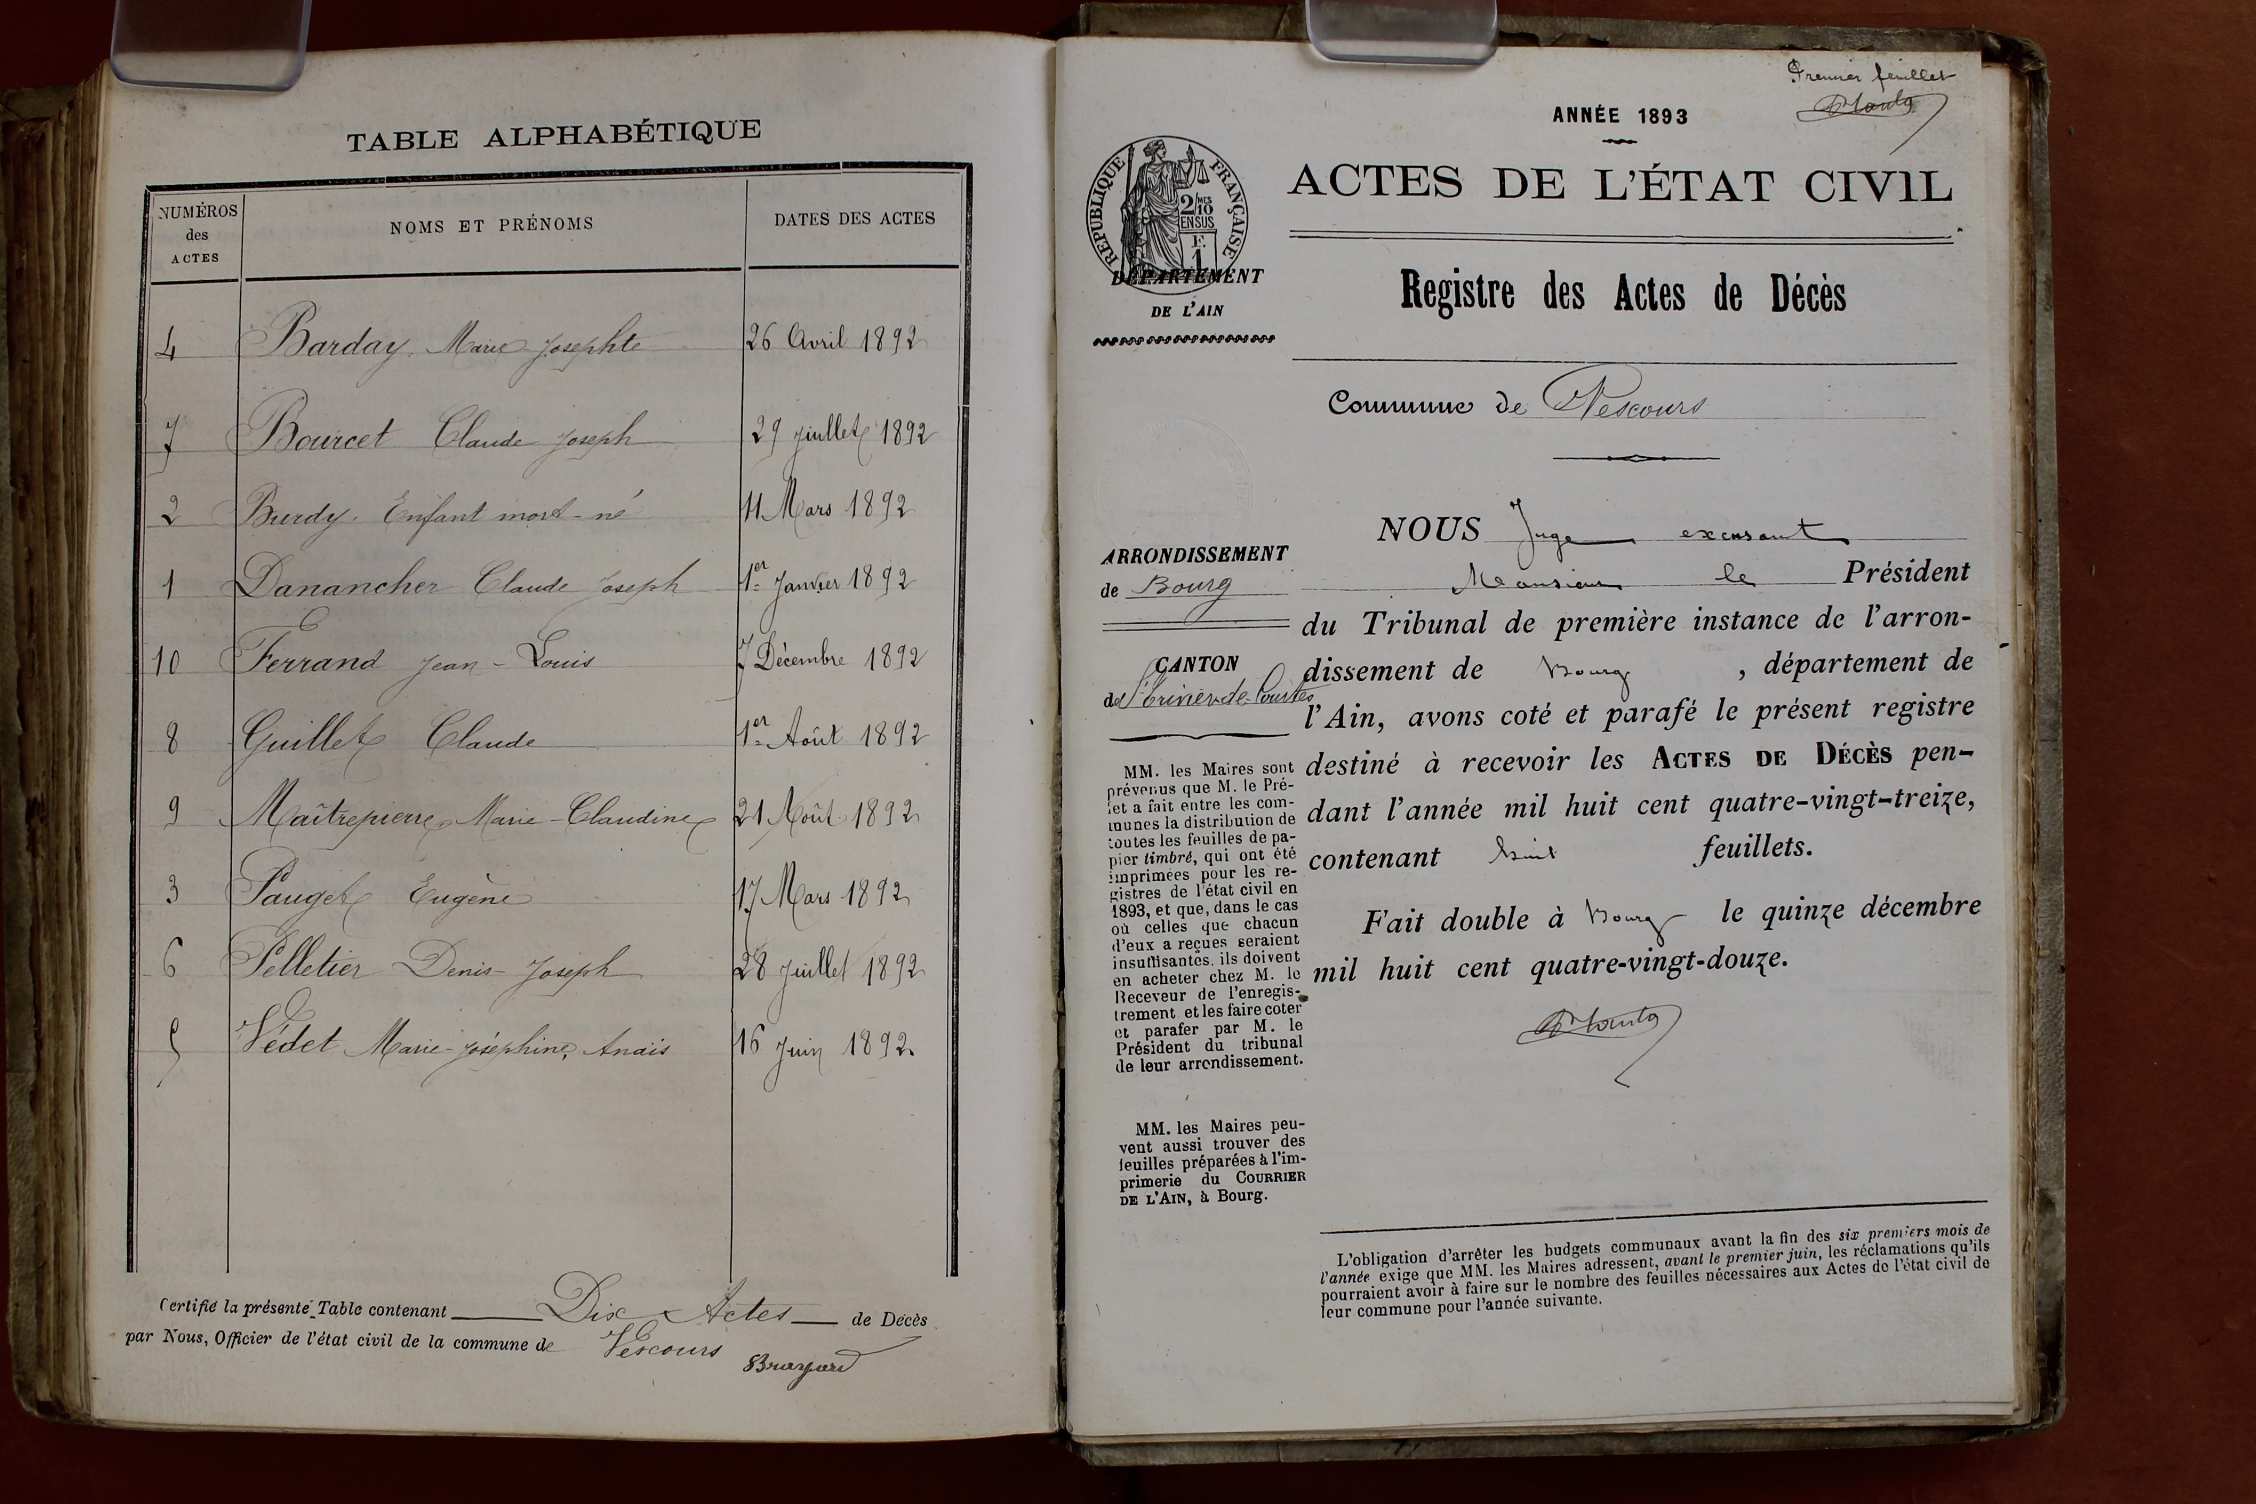 TABLE ALPHABÉTIQUE
NUMÉROS des ACTES NOMS ET PRÉNOMS DATES DES ACTES
4 Barday Marie Josephte 26 Avril 1892
7 Bourcet Claude Joseph 29 Juillet 1892
2 Burdy. Enfant mort-né 11 Mars 1892
1 Danancher Claude Joseph 1er Janvier 1892
10 Ferrand Jean-Louis 7 Décembre 1892
8 Guillet Claude 1er Août 1892
9 Maîtrepierre Marie-Claudine 21 Août 1892
3 Pauget Eugène 17 Mars 1892
6 Pelletier Denis-Joseph 28 Juillet 1892
5 Védet Marie-Joséphine, Anaïs 16 Juin 1892.
Certifié la présente Table contenant Dix Actes de Décès
par Nous, Officier de l'état civil de la commune de Vescours
Premier feuillet
ANNÉE 1893
RÉPUBLIQUE FRANÇAISE
2/10 MES
EN SUS
E.
1
ACTES DE L'ÉTAT CIVIL
DÉPARTEMENT
DE L'AIN
Registre des Actes de Décès
Commune de Vescours
ARRONDISSEMENT
de Bourg
CANTON
de St Trivier-de-Courtes
MM. les Maires sont
prévenus que M. le Pré-
fet a fait entre les com-
munes la distribution de
toutes les feuilles de pa-
pier timbré, qui ont été
imprimées pour les re-
gistres de l'état civil en
1893, et que, dans le cas
où celles que chacun
d'eux a reçues seraient
insuffisantes, ils doivent
en acheter chez M. le
Receveur de l'enregis-
trement et les faire coter
et parafer par M. le
Président du tribunal
de leur arrondissement.
MM. les Maires peu-
vent aussi trouver des
feuilles préparées à l'im-
primerie du COURRIER
DE L'AIN, à Bourg.
NOUS Juge excusant
Monsieur le Président
du Tribunal de première instance de l'arron-
dissement de Bourg, département de
l'Ain, avons coté et parafé le présent registre
destiné à recevoir les ACTES DE DÉCÈS pen-
dant l'année mil huit cent quatre-vingt-treize,
contenant huit feuillets.
Fait double à Bourg le quinze décembre
mil huit cent quatre-vingt-douze.
L'obligation d'arrêter les budgets communaux avant la fin des six premiers mois de
l'année exige que MM. les Maires adressent, avant le premier juin, les réclamations qu'ils
pourraient avoir à faire sur le nombre des feuilles nécessaires aux Actes de l'état civil de
leur commune pour l'année suivante.